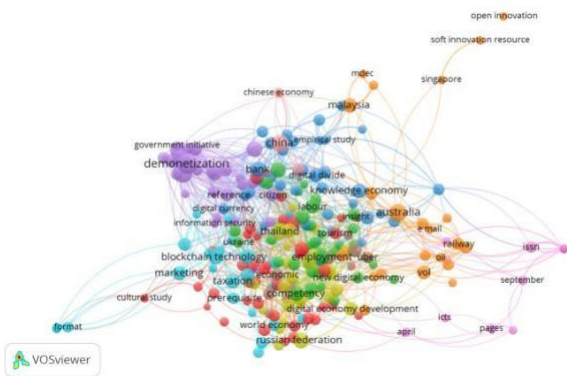 open innovation
soft innovation resource
mdec
singapore
chinese economy
malaysia
government initiative
china
empirical study
demonetization
bank
digital divide
reference
citizen
knowledge economy
digital currency
labour
insight
australia
information security
thailand
tourism
e mail
ukraine
railway
issn
blockchain technology
employment
uber
oil
marketing
economic
new digital economy
vol
taxation
september
cultural study
prerequisite
competency
digital economy development
icts
format
world economy
april
pages
russian federation
VOSviewer